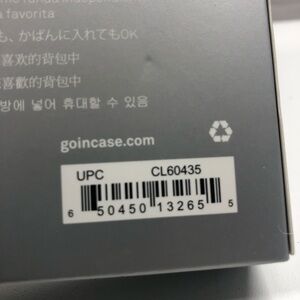 a favorita
も、かばんに入れてもOK
喜欢的背包中
喜歡的背包中
방에 넣어 휴대할 수 있음
goincase.com
UPC CL60435
6 50450 13265 5